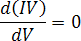 d(IV)/dV = 0